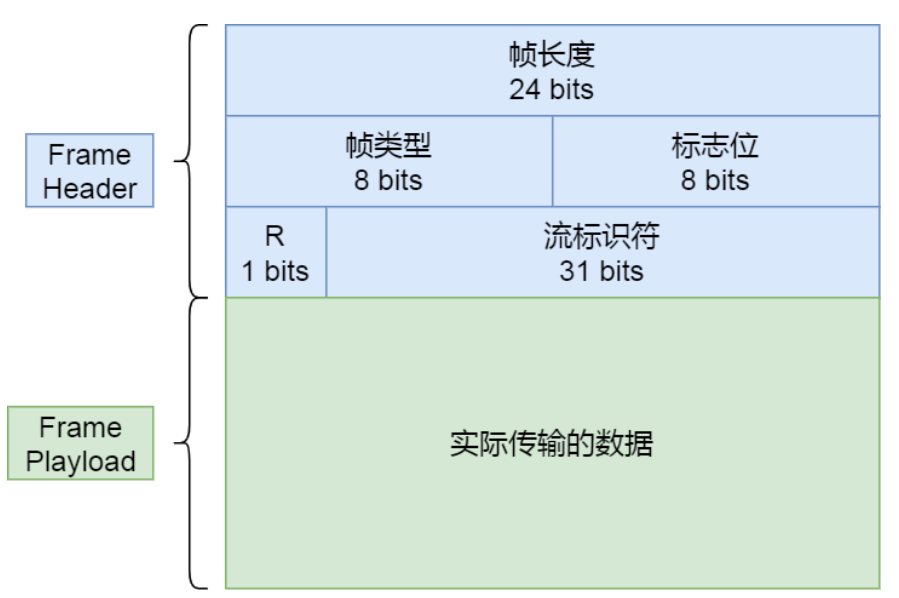 帧长度
24 bits
Frame
Header
帧类型
8 bits
标志位
8 bits
R
1 bits
流标识符
31 bits
Frame
Playload
实际传输的数据